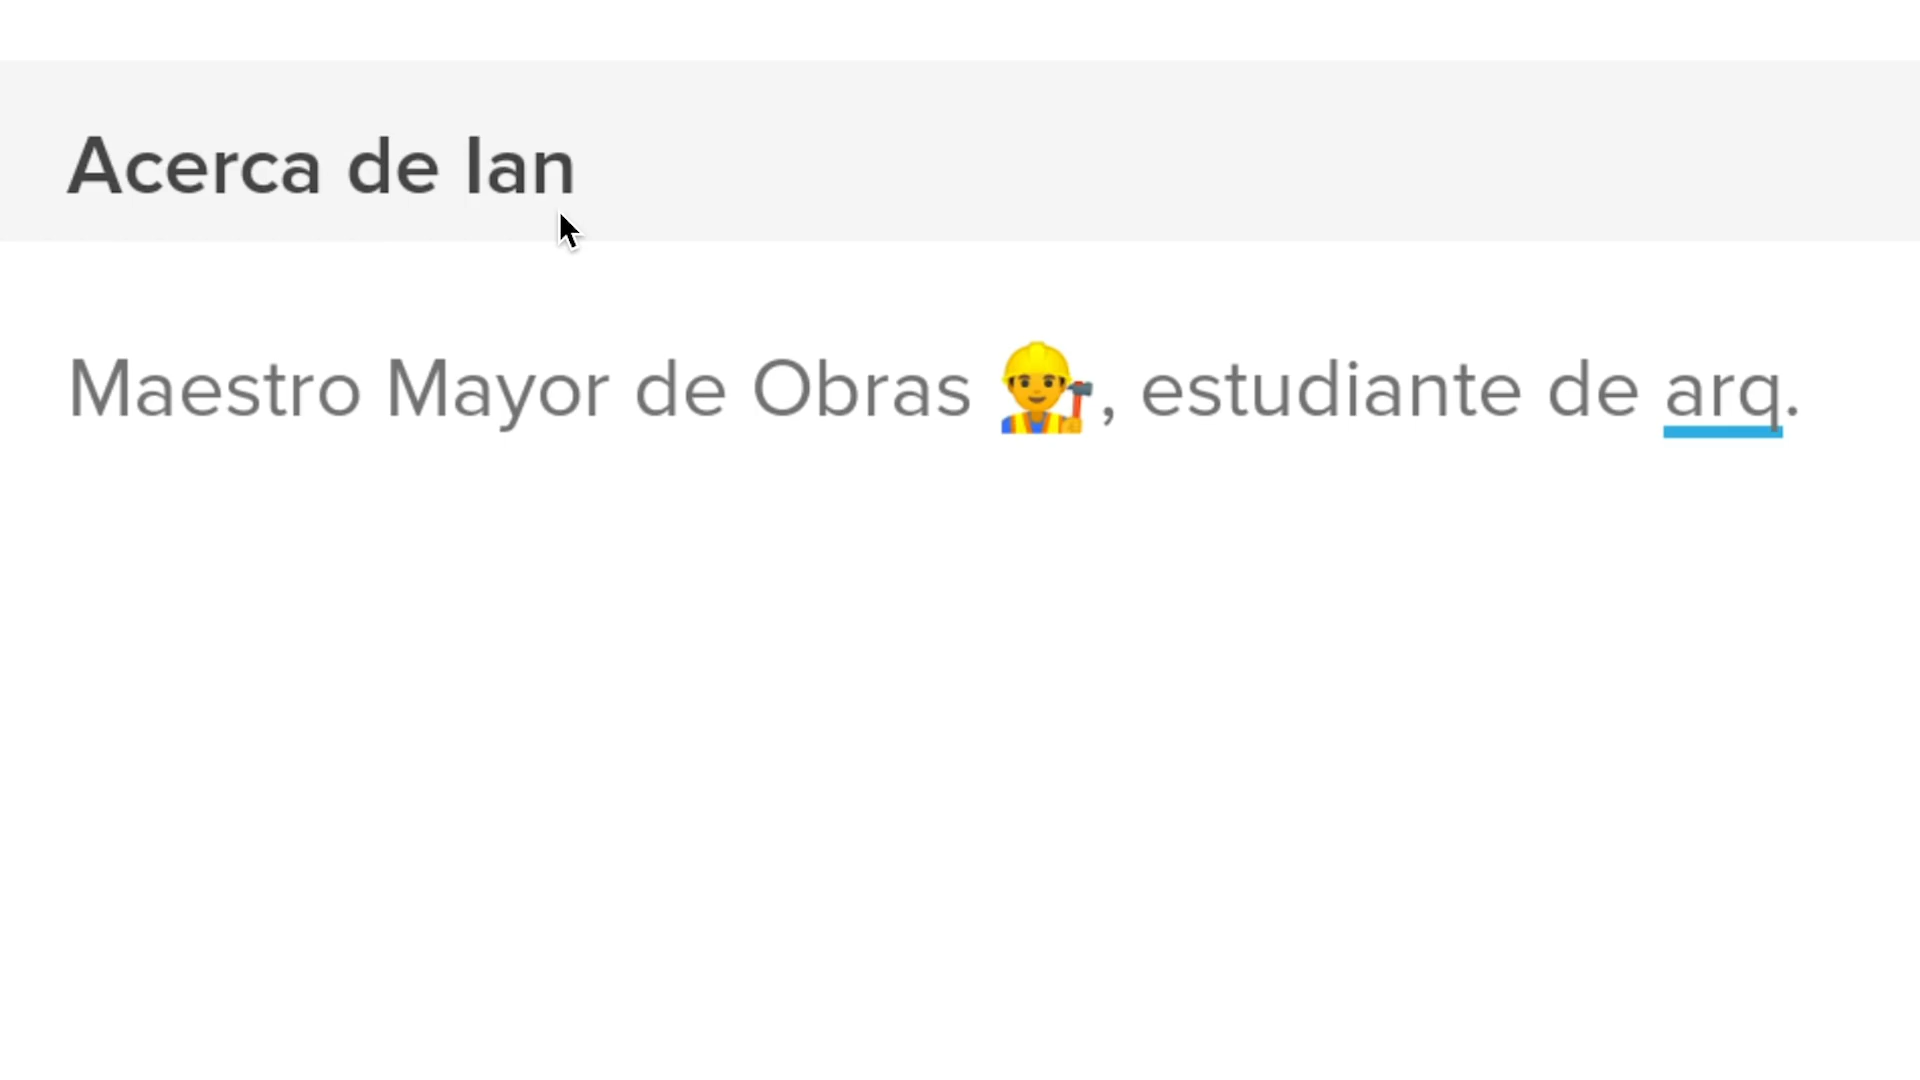 Acerca de Ian
Maestro Mayor de Obras 👷‍♂️, estudiante de arq.